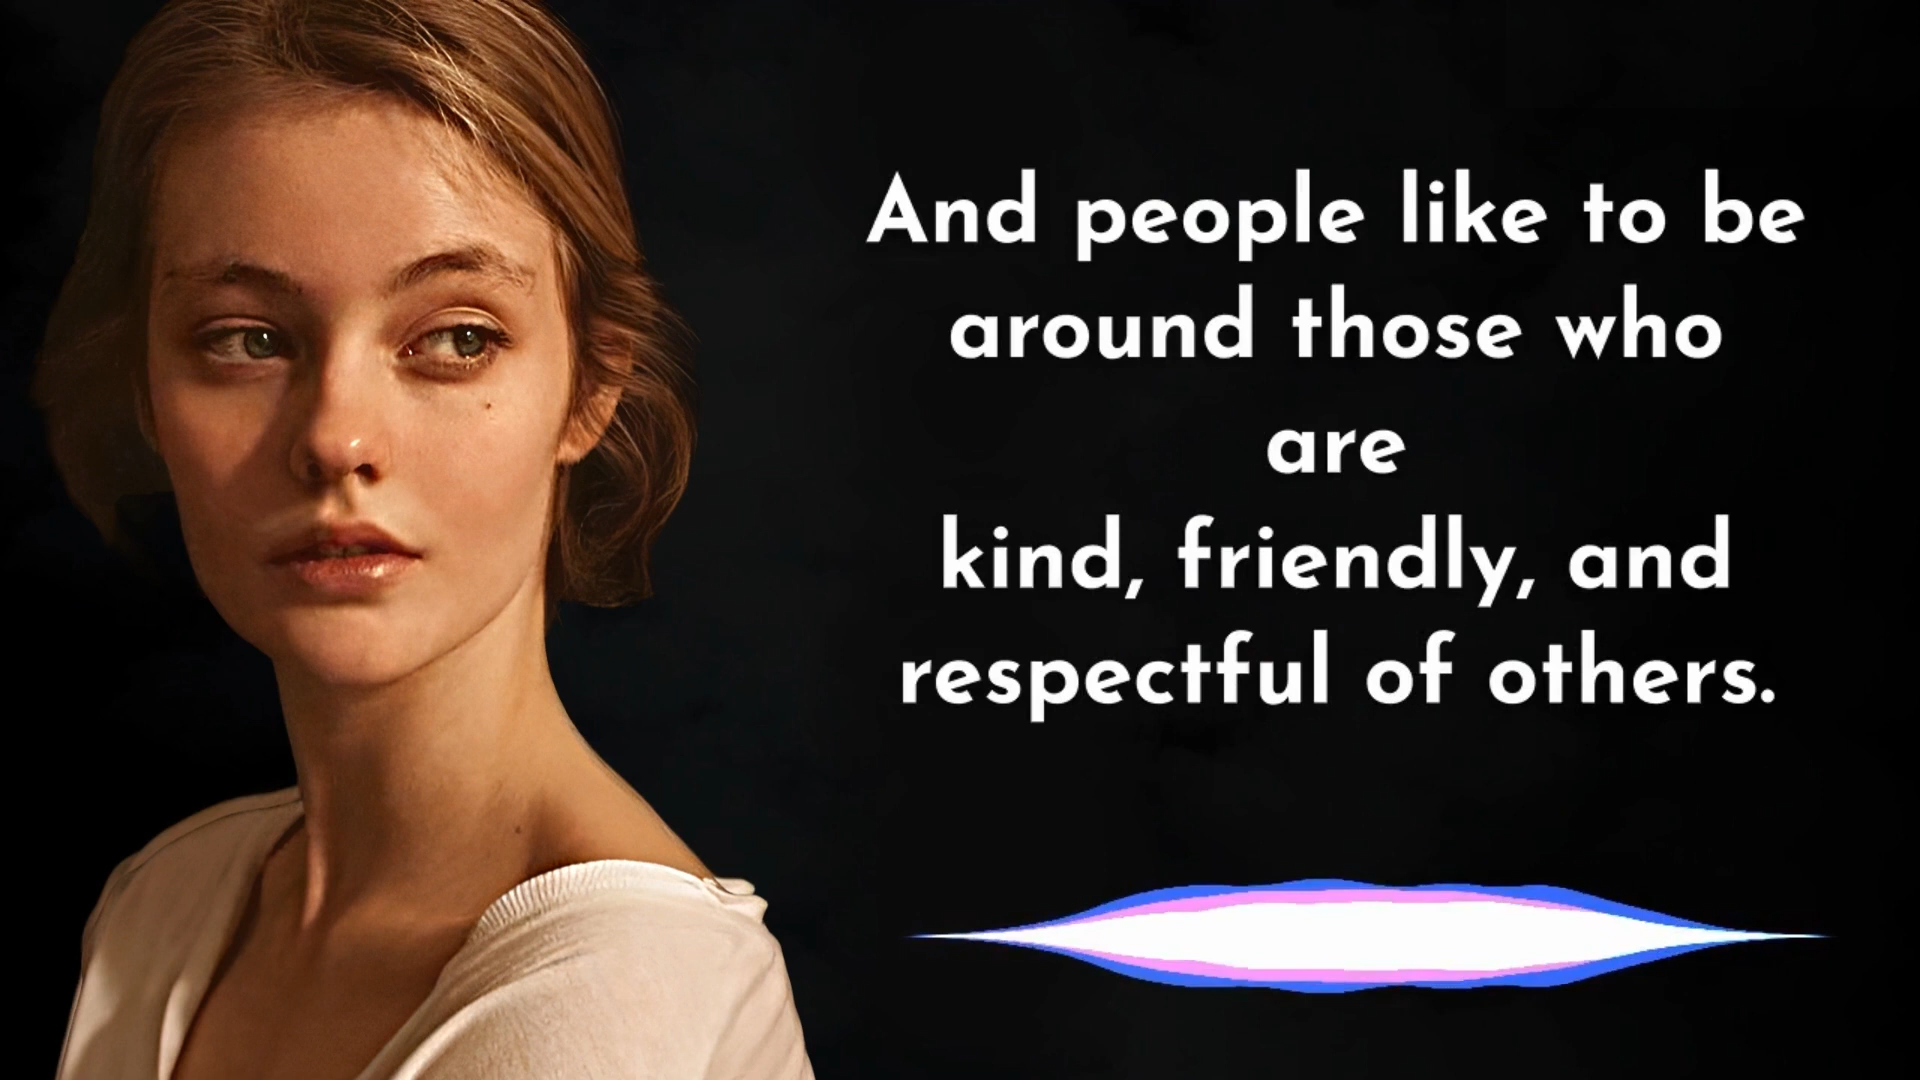 And people like to be
around those who
are
kind, friendly, and
respectful of others.